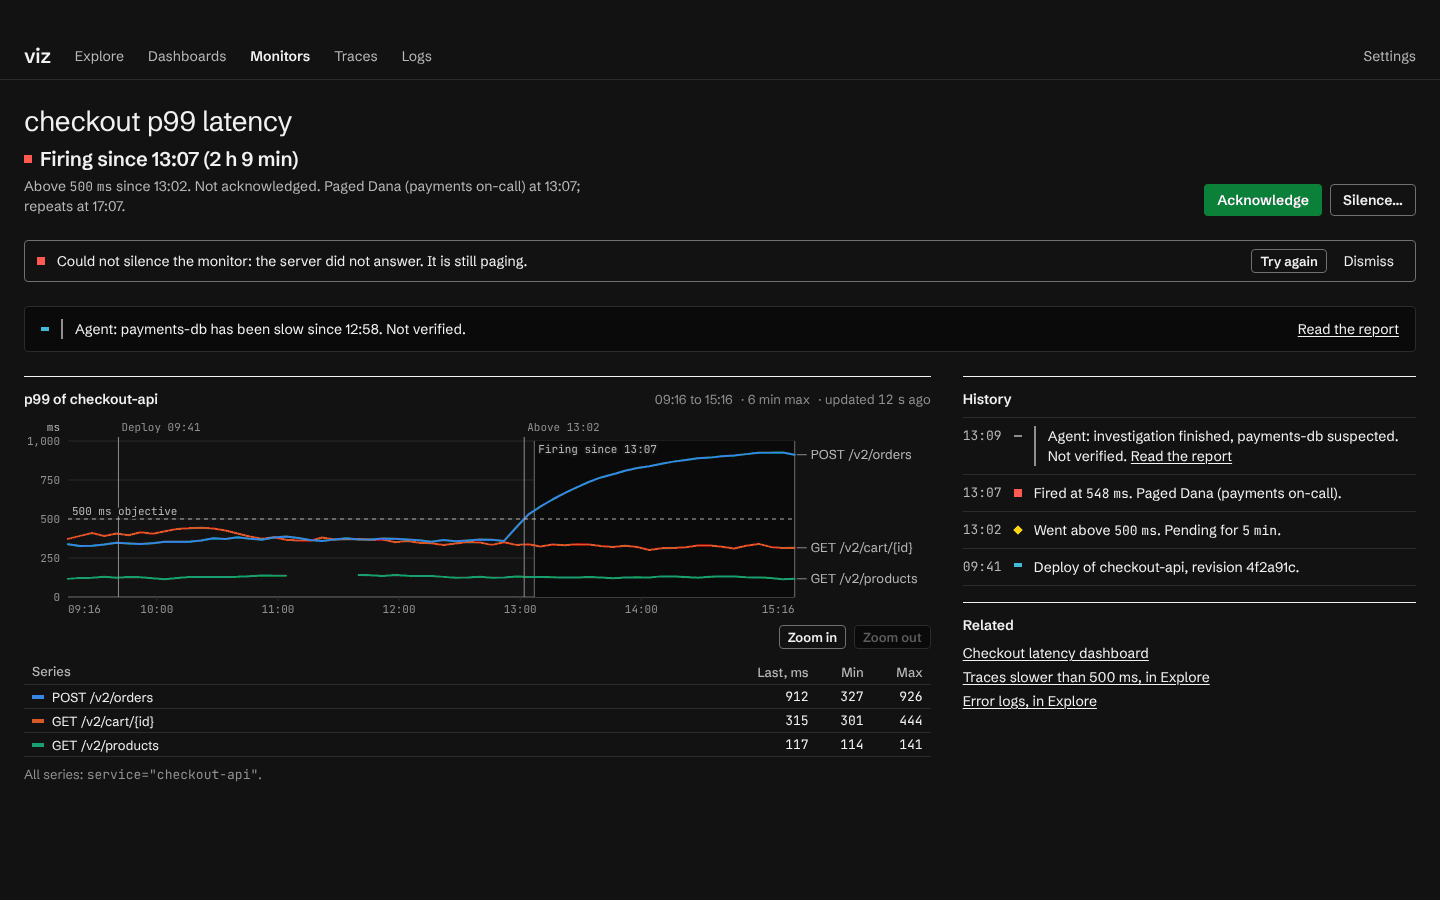 viz Explore Dashboards Monitors Traces Logs Settings
checkout p99 latency
Firing since 13:07 (2 h 9 min)
Above 500 ms since 13:02. Not acknowledged. Paged Dana (payments on-call) at 13:07;
repeats at 17:07.
Acknowledge Silence...
Could not silence the monitor: the server did not answer. It is still paging. Try again Dismiss
Agent: payments-db has been slow since 12:58. Not verified. Read the report
p99 of checkout-api 09:16 to 15:16 · 6 min max · updated 12 s ago
ms Deploy 09:41 Above 13:02
1,000
Firing since 13:07
POST /v2/orders
750
500 ms objective
500
GET /v2/cart/{id}
250
GET /v2/products
0
09:16 10:00 11:00 12:00 13:00 14:00 15:16
Zoom in Zoom out
Series Last, ms Min Max
POST /v2/orders 912 327 926
GET /v2/cart/{id} 315 301 444
GET /v2/products 117 114 141
All series: service="checkout-api".
History
13:09 Agent: investigation finished, payments-db suspected.
Not verified. Read the report
13:07 Fired at 548 ms. Paged Dana (payments on-call).
13:02 Went above 500 ms. Pending for 5 min.
09:41 Deploy of checkout-api, revision 4f2a91c.
Related
Checkout latency dashboard
Traces slower than 500 ms, in Explore
Error logs, in Explore